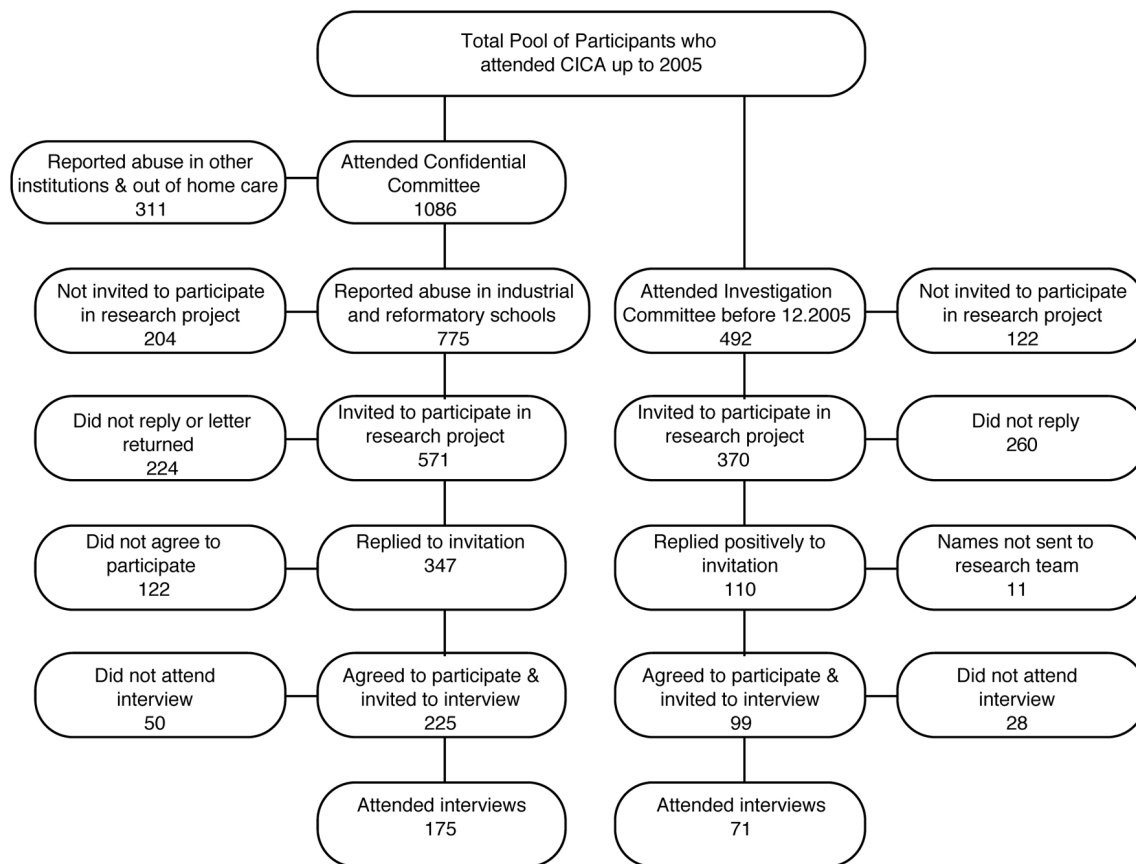 Total Pool of Participants who
attended CICA up to 2005
Reported abuse in other
institutions & out of home care
311
Attended Confidential
Committee
1086
Not invited to participate
in research project
204
Reported abuse in industrial
and reformatory schools
775
Attended Investigation
Committee before 12.2005
492
Not invited to participate
in research project
122
Did not reply or letter
returned
224
Invited to participate in
research project
571
Invited to participate in
research project
370
Did not reply
260
Did not agree to
participate
122
Replied to invitation
347
Replied positively to
invitation
110
Names not sent to
research team
11
Did not attend
interview
50
Agreed to participate &
invited to interview
225
Agreed to participate &
invited to interview
99
Did not attend
interview
28
Attended interviews
175
Attended interviews
71